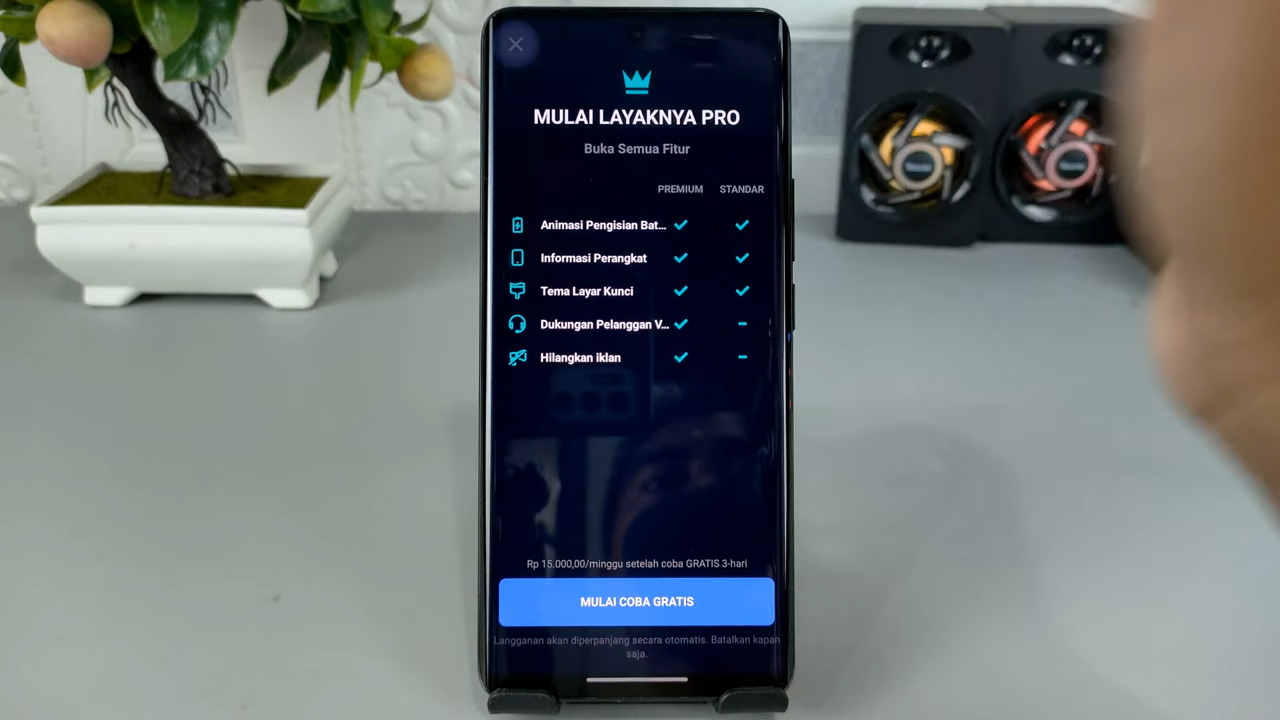 MULAI LAYAKNYA PRO
Buka Semua Fitur
PREMIUM STANDAR
Animasi Pengisian Bat...
Informasi Perangkat
Tema Layar Kunci
Dukungan Pelanggan V...
Hilangkan iklan
Rp 15.000,00/minggu setelah coba GRATIS 3-hari
MULAI COBA GRATIS
Langganan akan diperpanjang secara otomatis. Batalkan kapan
saja.